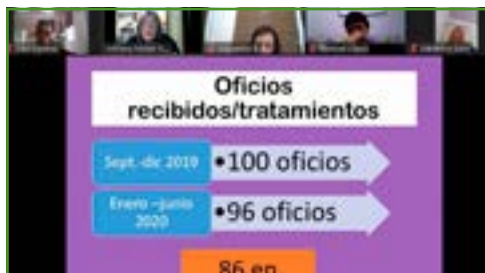 Oficios
recibidos/tratamientos
Sept.-dic 2019
•100 oficios
Enero –junio
2020
•96 oficios
86 en